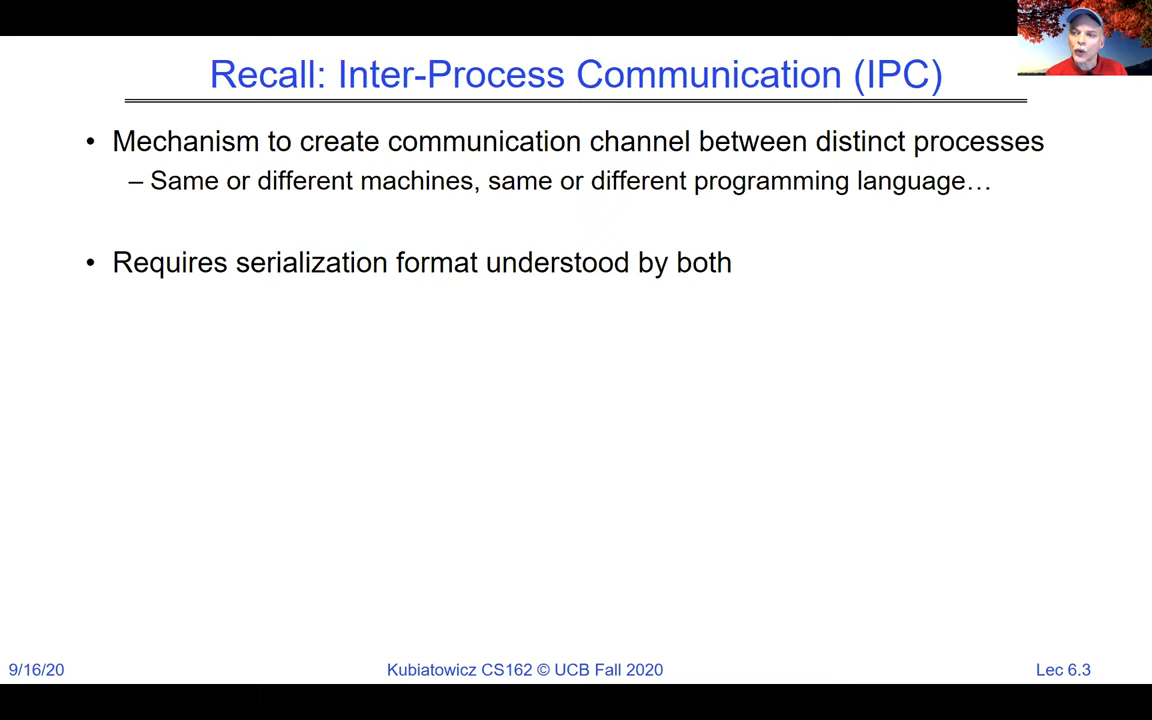 Recall: Inter-Process Communication (IPC)
• Mechanism to create communication channel between distinct processes
– Same or different machines, same or different programming language…
• Requires serialization format understood by both
9/16/20
Kubiatowicz CS162 © UCB Fall 2020
Lec 6.3